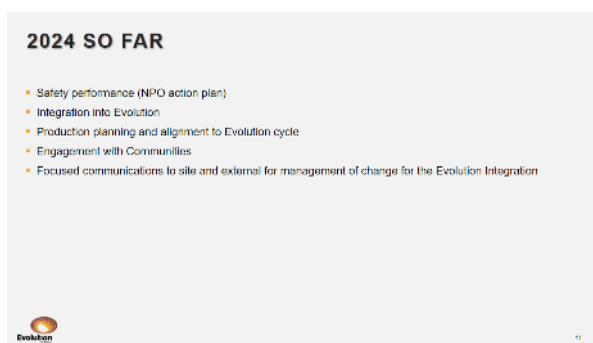 2024 SO FAR
Safety performance (NPO action plan)
Integration into Evolution
Production planning and alignment to Evolution cycle
Engagement with Communities
Focused communications to site and external for management of change for the Evolution Integration
Evolution